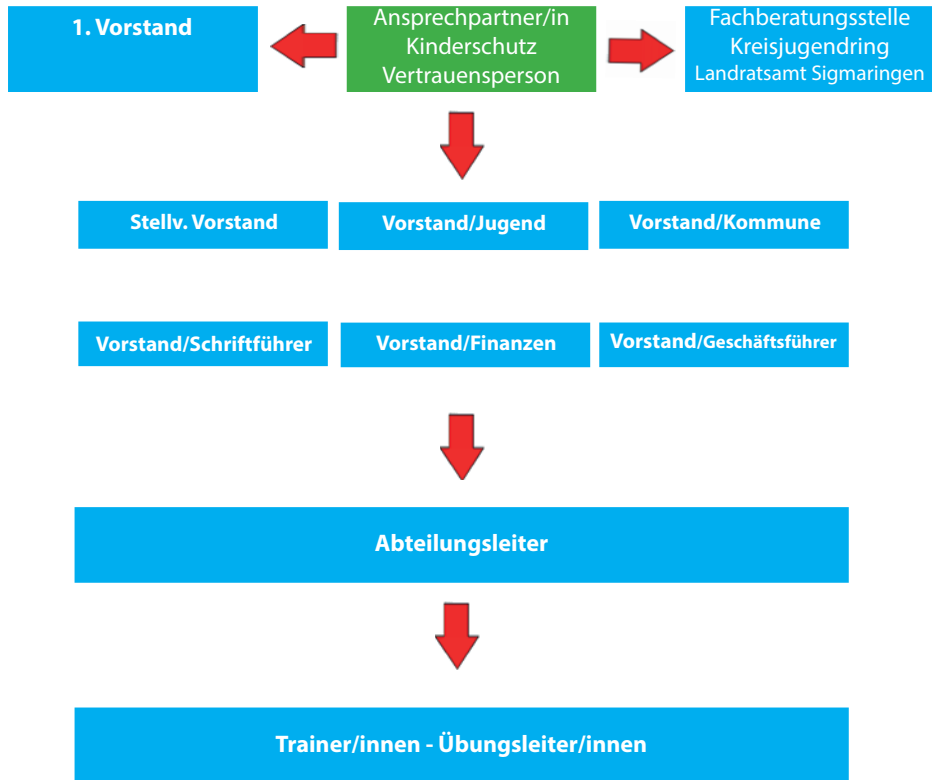 1. Vorstand
Ansprechpartner/in
Kinderschutz
Vertrauensperson
Fachberatungsstelle
Kreisjugendring
Landratsamt Sigmaringen
Stellv. Vorstand
Vorstand/Jugend
Vorstand/Kommune
Vorstand/Schriftführer
Vorstand/Finanzen
Vorstand/Geschäftsführer
Abteilungsleiter
Trainer/innen - Übungsleiter/innen